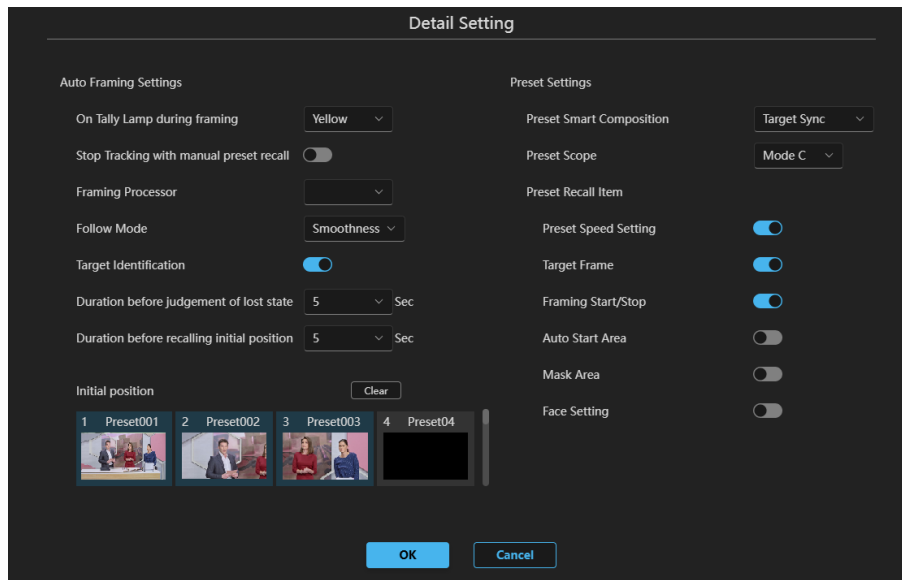 Detail Setting
Auto Framing Settings
On Tally Lamp during framing Yellow
Stop Tracking with manual preset recall
Framing Processor
Follow Mode Smoothness
Target Identification
Duration before judgement of lost state 5 Sec
Duration before recalling initial position 5 Sec
Initial position Clear
1 Preset001 2 Preset002 3 Preset003 4 Preset04
Preset Settings
Preset Smart Composition Target Sync
Preset Scope Mode C
Preset Recall Item
Preset Speed Setting
Target Frame
Framing Start/Stop
Auto Start Area
Mask Area
Face Setting
OK Cancel